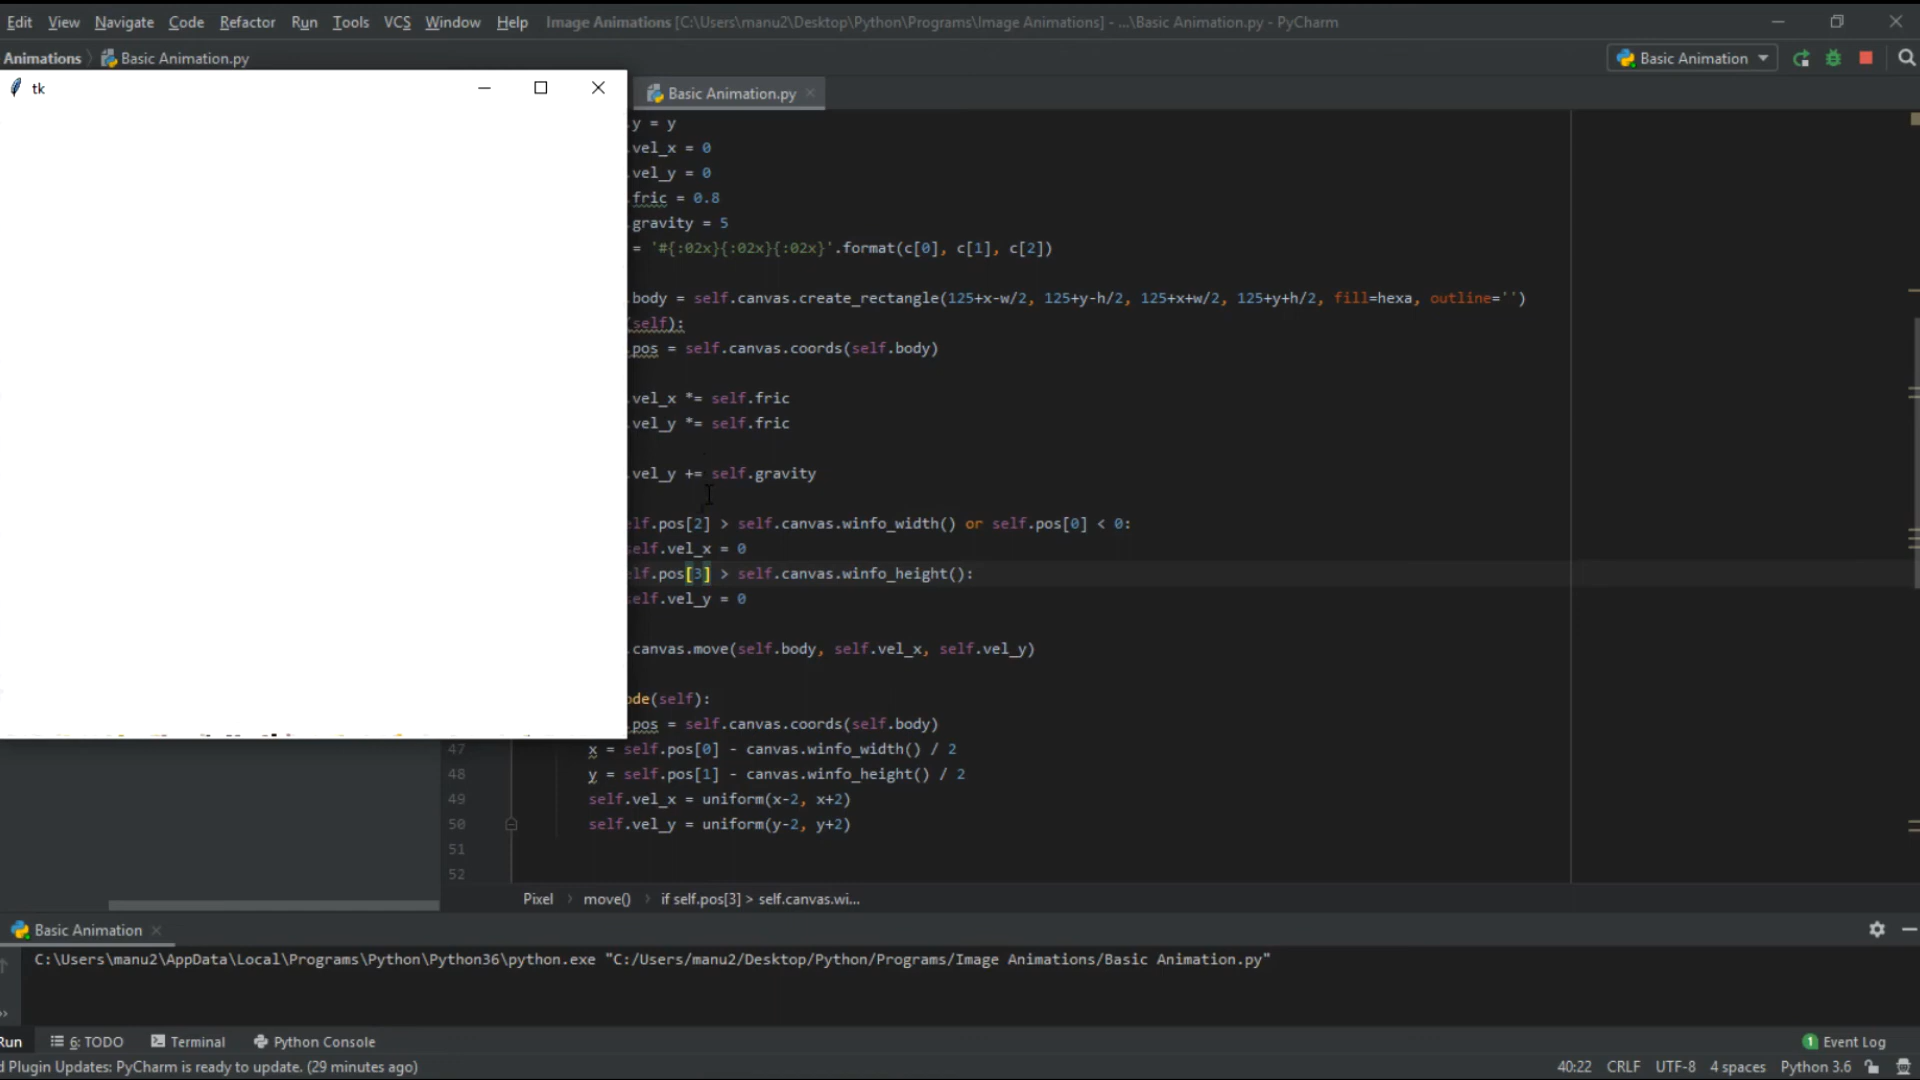 Edit View Navigate Code Refactor Run Tools VCS Window Help Image Animations [C:\Users\manu2\Desktop\Python\Programs\Image Animations] - ...\Basic Animation.py - PyCharm
Animations Basic Animation.py Basic Animation
tk
Basic Animation.py
y = y
.vel_x = 0
.vel_y = 0
.fric = 0.8
.gravity = 5
= '#{:02x}{:02x}{:02x}'.format(c[0], c[1], c[2])
.body = self.canvas.create_rectangle(125+x-w/2, 125+y-h/2, 125+x+w/2, 125+y+h/2, fill=hexa, outline='')
(self):
.pos = self.canvas.coords(self.body)
.vel_x *= self.fric
.vel_y *= self.fric
.vel_y += self.gravity
elf.pos[2] > self.canvas.winfo_width() or self.pos[0] < 0:
self.vel_x = 0
elf.pos[3] > self.canvas.winfo_height():
self.vel_y = 0
.canvas.move(self.body, self.vel_x, self.vel_y)
ode(self):
.pos = self.canvas.coords(self.body)
47 x = self.pos[0] - canvas.winfo_width() / 2
48 y = self.pos[1] - canvas.winfo_height() / 2
49 self.vel_x = uniform(x-2, x+2)
50 self.vel_y = uniform(y-2, y+2)
51
52
Pixel move() if self.pos[3] > self.canvas.wi...
Basic Animation
C:\Users\manu2\AppData\Local\Programs\Python\Python36\python.exe "C:/Users/manu2/Desktop/Python/Programs/Image Animations/Basic Animation.py"
Run 6: TODO Terminal Python Console 1 Event Log
d Plugin Updates: PyCharm is ready to update. (29 minutes ago) 40:22 CRLF UTF-8 4 spaces Python 3.6